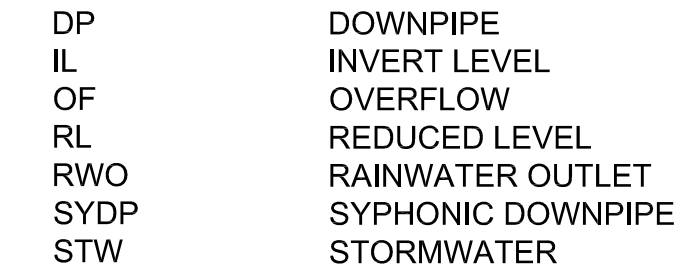 DP DOWNPIPE
IL INVERT LEVEL
OF OVERFLOW
RL REDUCED LEVEL
RWO RAINWATER OUTLET
SYDP SYPHONIC DOWNPIPE
STW STORMWATER